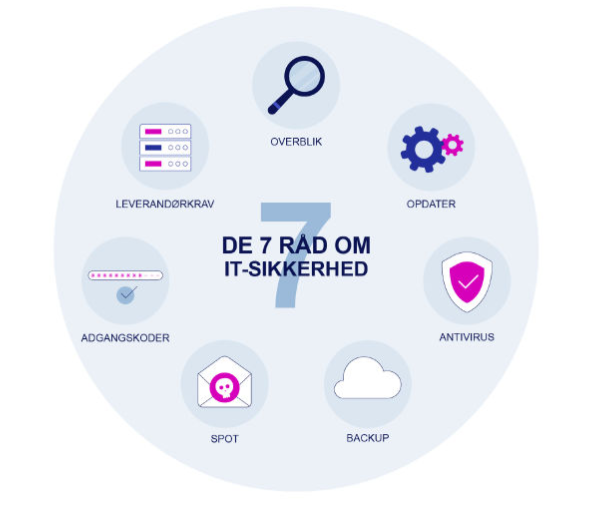 OVERBLIK
OPDATER
ANTIVIRUS
BACKUP
SPOT
ADGANGSKODER
LEVERANDØRKRAV
7
DE 7 RÅD OM
IT-SIKKERHED